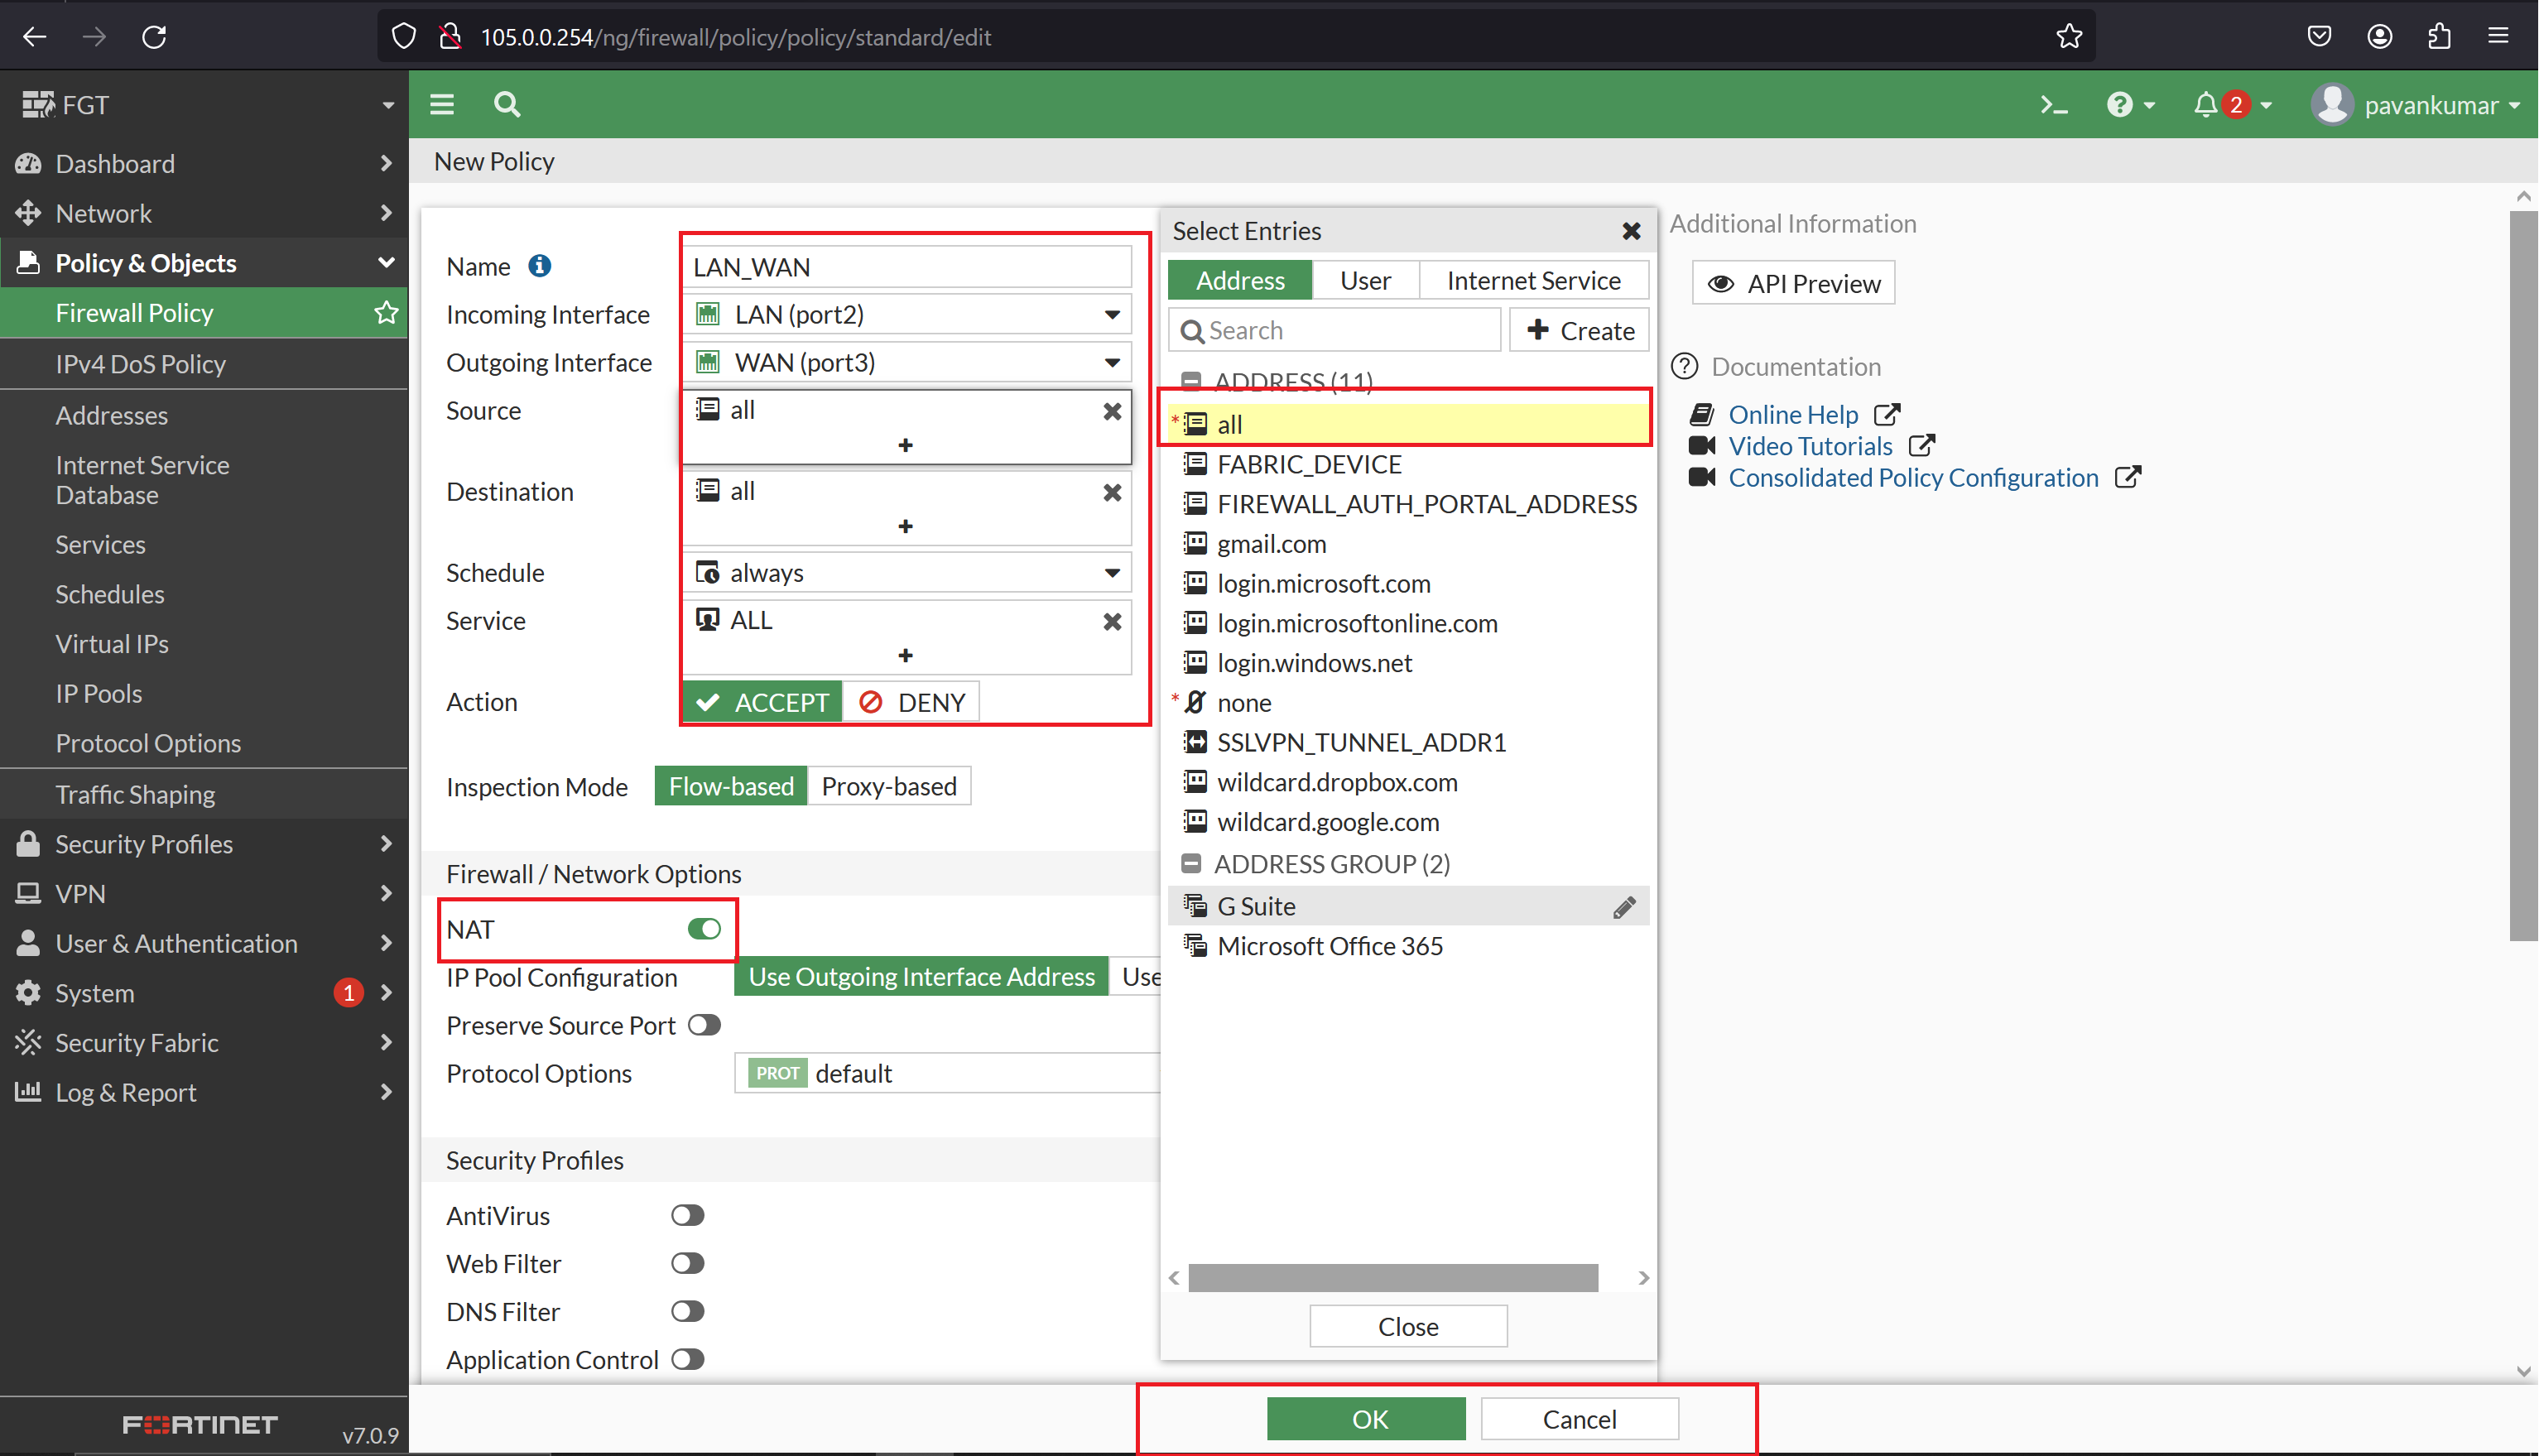 105.0.0.254/ng/firewall/policy/policy/standard/edit
FGT
2
pavankumar
Dashboard
Network
Policy & Objects
Firewall Policy
IPv4 DoS Policy
Addresses
Internet Service
Database
Services
Schedules
Virtual IPs
IP Pools
Protocol Options
Traffic Shaping
Security Profiles
VPN
User & Authentication
System 1
Security Fabric
Log & Report
FORTINET v7.0.9
New Policy
Name LAN_WAN
Incoming Interface LAN (port2)
Outgoing Interface WAN (port3)
Source all
+
Destination all
+
Schedule always
Service ALL
+
Action ACCEPT DENY
Inspection Mode Flow-based Proxy-based
Firewall / Network Options
NAT
IP Pool Configuration Use Outgoing Interface Address Use
Preserve Source Port
Protocol Options PROT default
Security Profiles
AntiVirus
Web Filter
DNS Filter
Application Control
Select Entries
Address User Internet Service
Search + Create
ADDRESS (11)
* all
FABRIC_DEVICE
FIREWALL_AUTH_PORTAL_ADDRESS
gmail.com
login.microsoft.com
login.microsoftonline.com
login.windows.net
* none
SSLVPN_TUNNEL_ADDR1
wildcard.dropbox.com
wildcard.google.com
ADDRESS GROUP (2)
G Suite
Microsoft Office 365
Close
OK Cancel
Additional Information
API Preview
Documentation
Online Help
Video Tutorials
Consolidated Policy Configuration